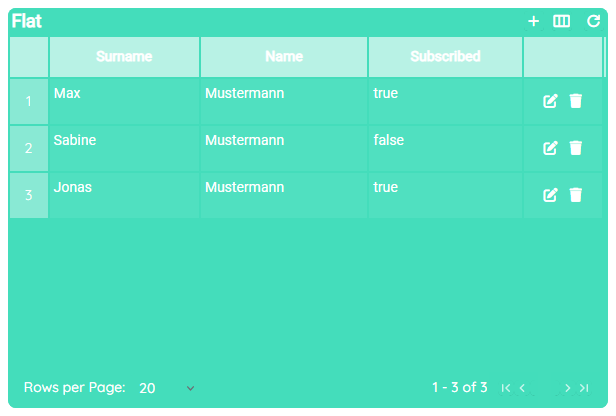 Flat
Surname Name Subscribed
1 Max Mustermann true
2 Sabine Mustermann false
3 Jonas Mustermann true
Rows per Page: 20 1 - 3 of 3